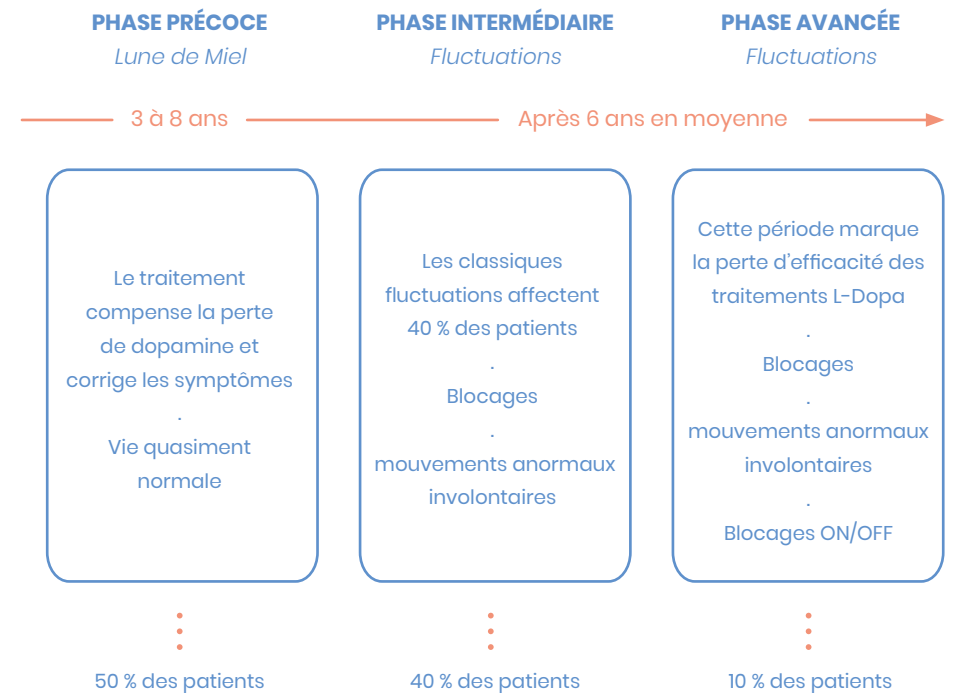 PHASE PRÉCOCE
Lune de Miel
PHASE INTERMÉDIAIRE
Fluctuations
PHASE AVANCÉE
Fluctuations
3 à 8 ans
Après 6 ans en moyenne
Le traitement
compense la perte
de dopamine et
corrige les symptômes
.
Vie quasiment
normale
Les classiques
fluctuations affectent
40 % des patients
.
Blocages
.
mouvements anormaux
involontaires
Cette période marque
la perte d'efficacité des
traitements L-Dopa
.
Blocages
.
mouvements anormaux
involontaires
.
Blocages ON/OFF
50 % des patients
40 % des patients
10 % des patients